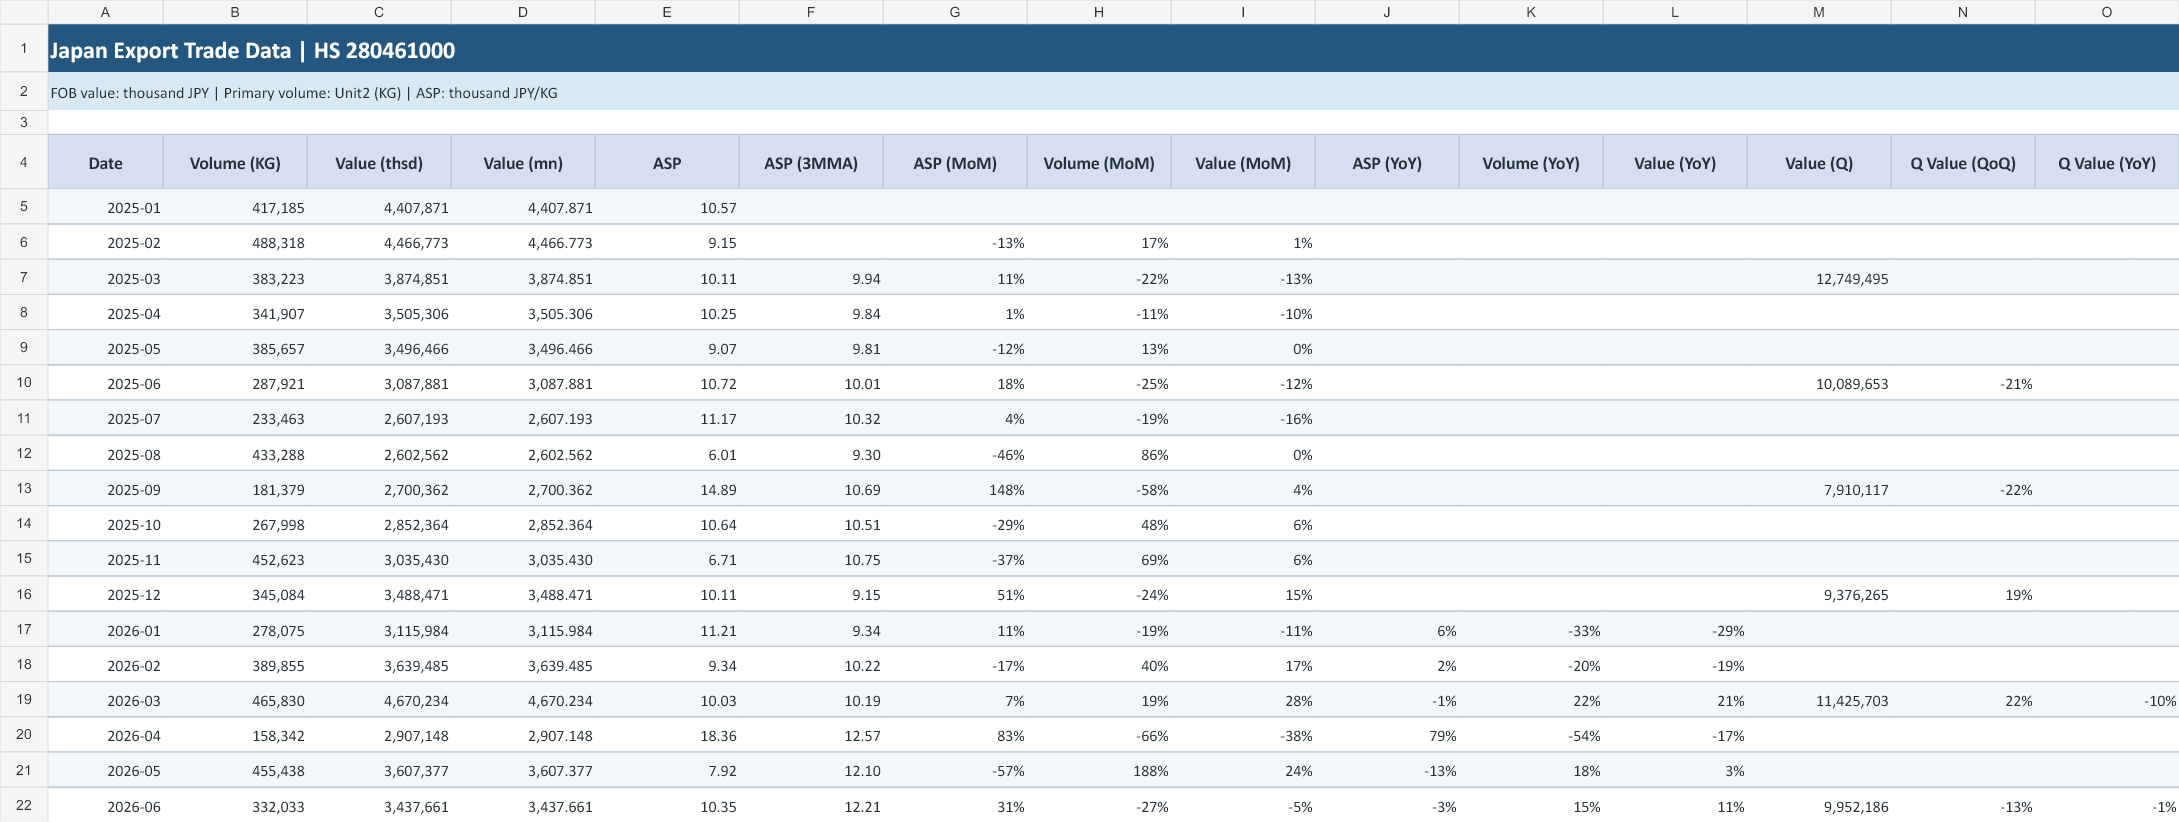 A B C D E F G H I J K L M N O
1 Japan Export Trade Data | HS 280461000
2 FOB value: thousand JPY | Primary volume: Unit2 (KG) | ASP: thousand JPY/KG
3
4 Date Volume (KG) Value (thsd) Value (mn) ASP ASP (3MMA) ASP (MoM) Volume (MoM) Value (MoM) ASP (YoY) Volume (YoY) Value (YoY) Value (Q) Q Value (QoQ) Q Value (YoY)
5 2025-01 417,185 4,407,871 4,407.871 10.57
6 2025-02 488,318 4,466,773 4,466.773 9.15 -13% 17% 1%
7 2025-03 383,223 3,874,851 3,874.851 10.11 9.94 11% -22% -13% 12,749,495
8 2025-04 341,907 3,505,306 3,505.306 10.25 9.84 1% -11% -10%
9 2025-05 385,657 3,496,466 3,496.466 9.07 9.81 -12% 13% 0%
10 2025-06 287,921 3,087,881 3,087.881 10.72 10.01 18% -25% -12% 10,089,653 -21%
11 2025-07 233,463 2,607,193 2,607.193 11.17 10.32 4% -19% -16%
12 2025-08 433,288 2,602,562 2,602.562 6.01 9.30 -46% 86% 0%
13 2025-09 181,379 2,700,362 2,700.362 14.89 10.69 148% -58% 4% 7,910,117 -22%
14 2025-10 267,998 2,852,364 2,852.364 10.64 10.51 -29% 48% 6%
15 2025-11 452,623 3,035,430 3,035.430 6.71 10.75 -37% 69% 6%
16 2025-12 345,084 3,488,471 3,488.471 10.11 9.15 51% -24% 15% 9,376,265 19%
17 2026-01 278,075 3,115,984 3,115.984 11.21 9.34 11% -19% -11% 6% -33% -29%
18 2026-02 389,855 3,639,485 3,639.485 9.34 10.22 -17% 40% 17% 2% -20% -19%
19 2026-03 465,830 4,670,234 4,670.234 10.03 10.19 7% 19% 28% -1% 22% 21% 11,425,703 22% -10%
20 2026-04 158,342 2,907,148 2,907.148 18.36 12.57 83% -66% -38% 79% -54% -17%
21 2026-05 455,438 3,607,377 3,607.377 7.92 12.10 -57% 188% 24% -13% 18% 3%
22 2026-06 332,033 3,437,661 3,437.661 10.35 12.21 31% -27% -5% -3% 15% 11% 9,952,186 -13% -1%